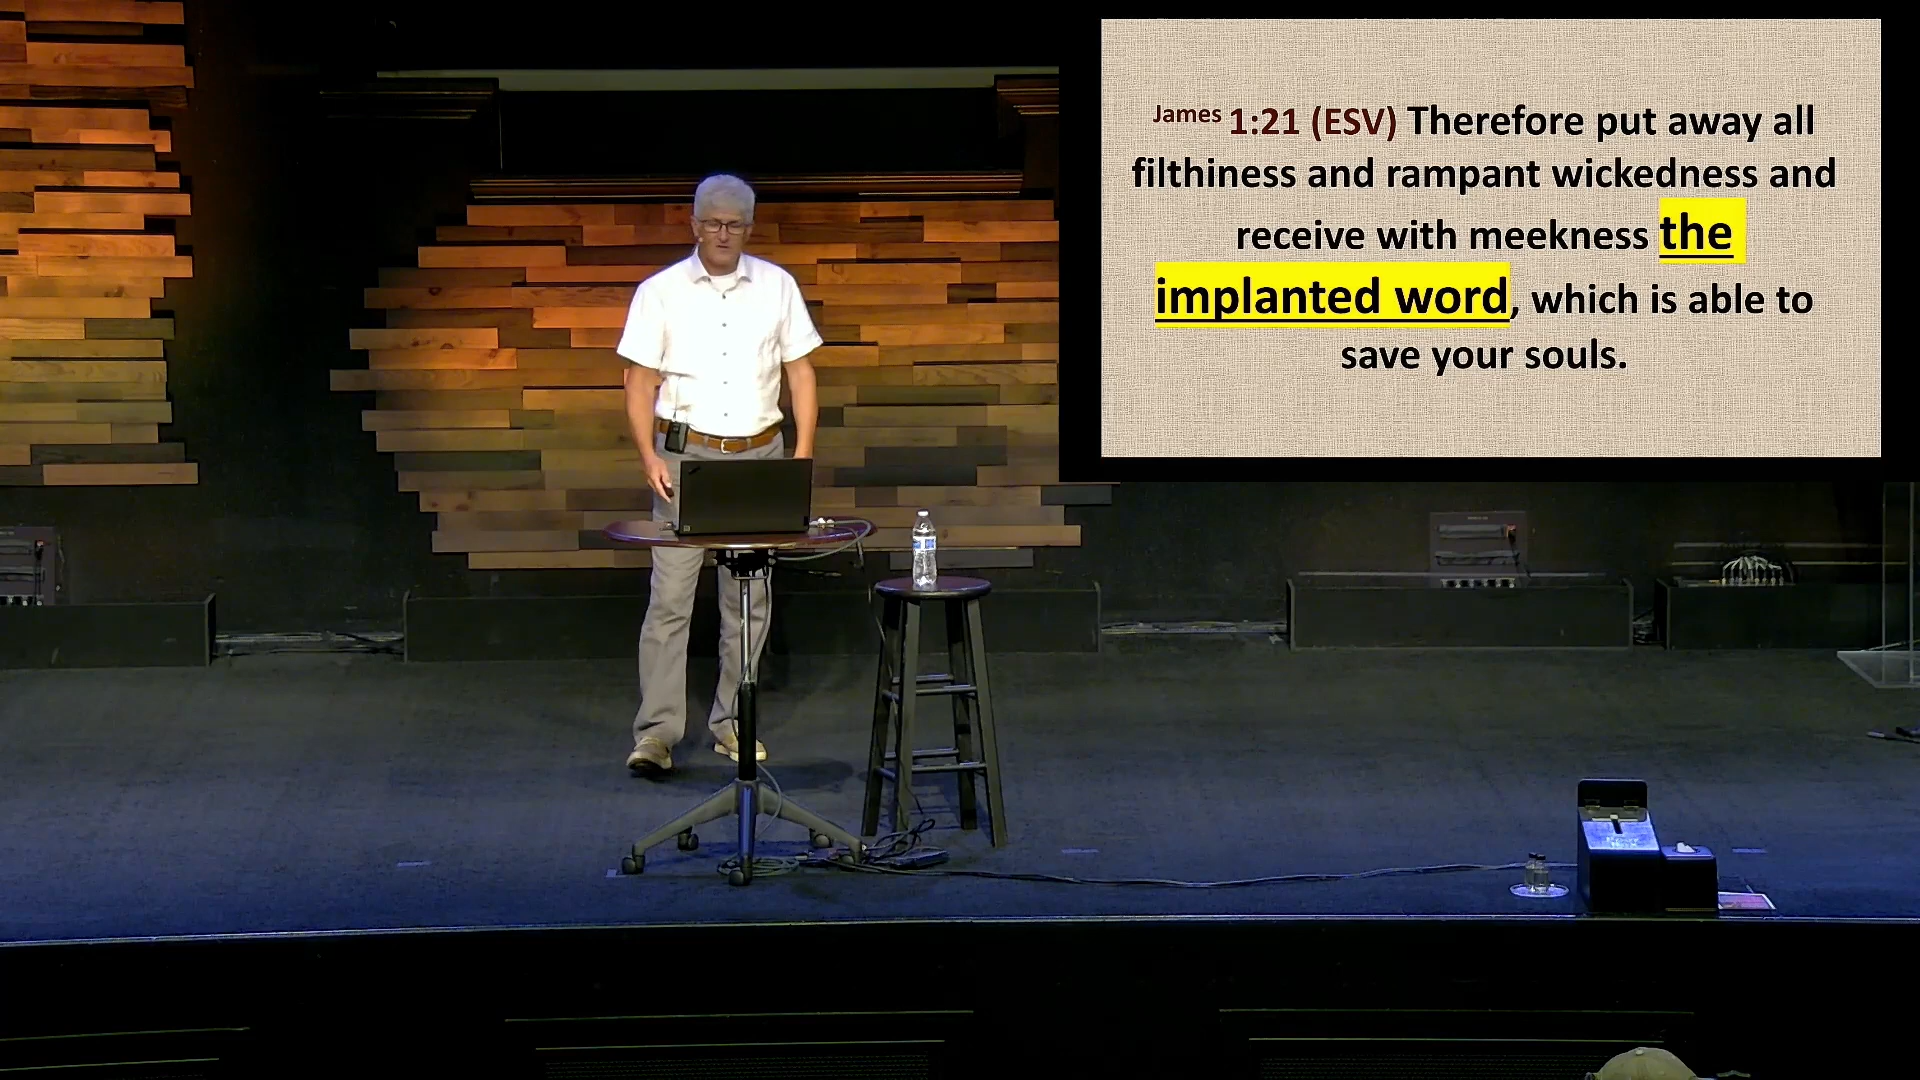 James 1:21 (ESV) Therefore put away all
filthiness and rampant wickedness and
receive with meekness the
implanted word, which is able to
save your souls.